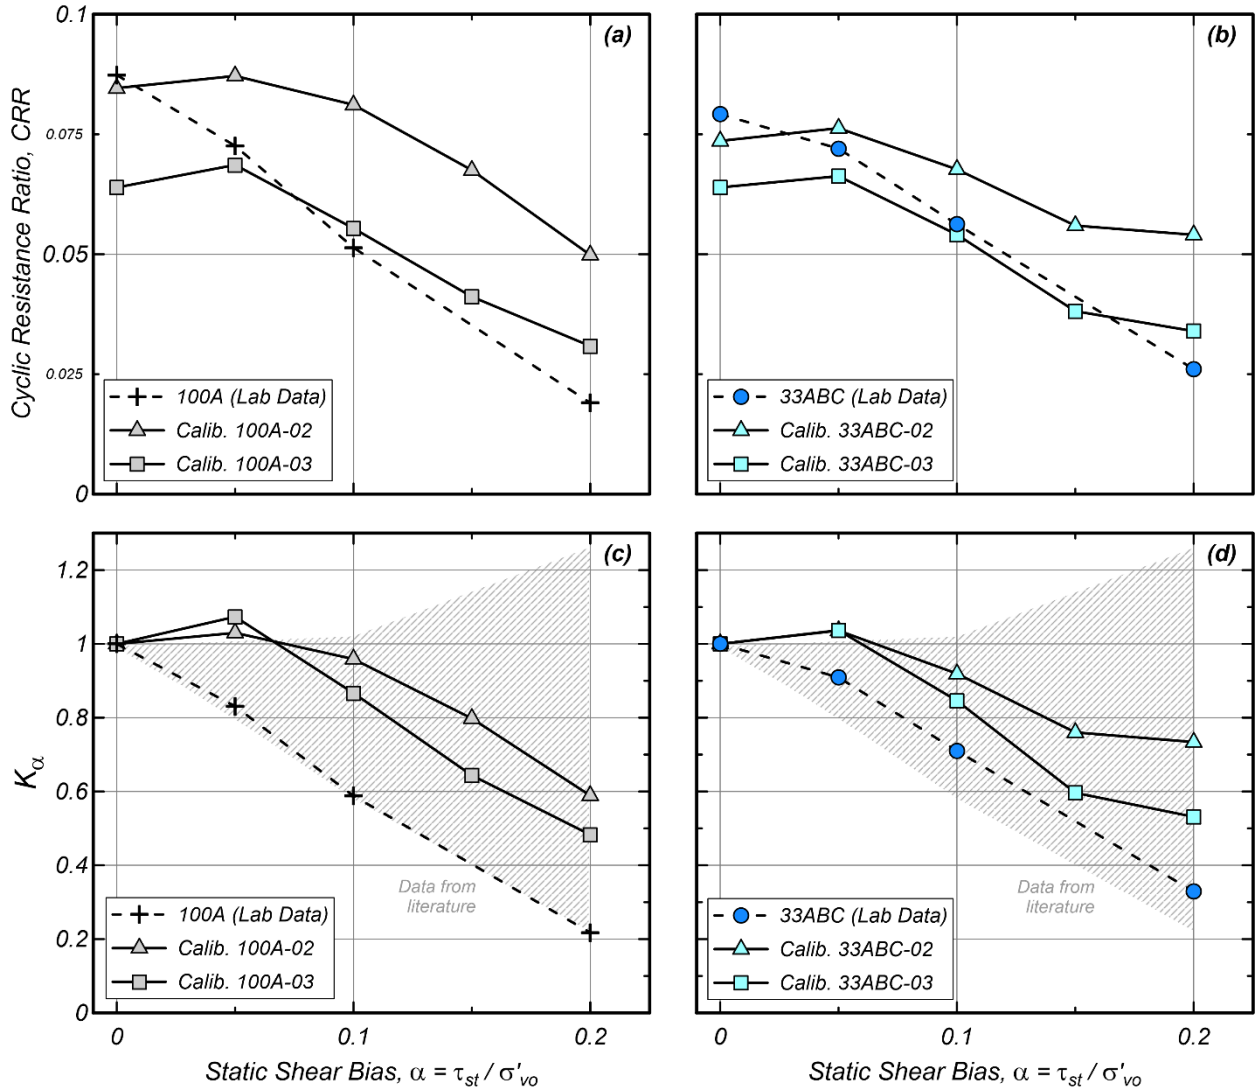 0.1
0.075
0.05
0.025
0
Cyclic Resistance Ratio, CRR
(a)
100A (Lab Data)
Calib. 100A-02
Calib. 100A-03
(b)
33ABC (Lab Data)
Calib. 33ABC-02
Calib. 33ABC-03
1.2
1
0.8
0.6
0.4
0.2
0
Kα
(c)
Data from
literature
100A (Lab Data)
Calib. 100A-02
Calib. 100A-03
0
0.1
0.2
Static Shear Bias, α = τst / σ'vo
(d)
Data from
literature
33ABC (Lab Data)
Calib. 33ABC-02
Calib. 33ABC-03
0
0.1
0.2
Static Shear Bias, α = τst / σ'vo